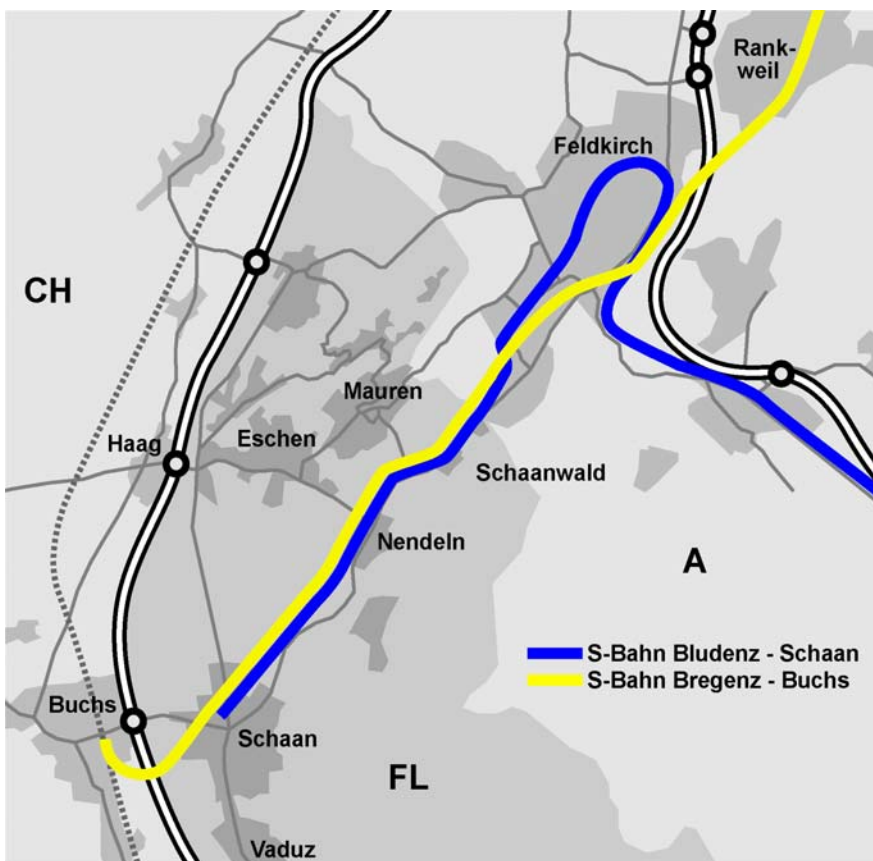 Rank-
weil
Feldkirch
CH
Mauren
Haag
Eschen
Schaanwald
Nendeln
A
S-Bahn Bludenz - Schaan
S-Bahn Bregenz - Buchs
Buchs
Schaan
FL
Vaduz